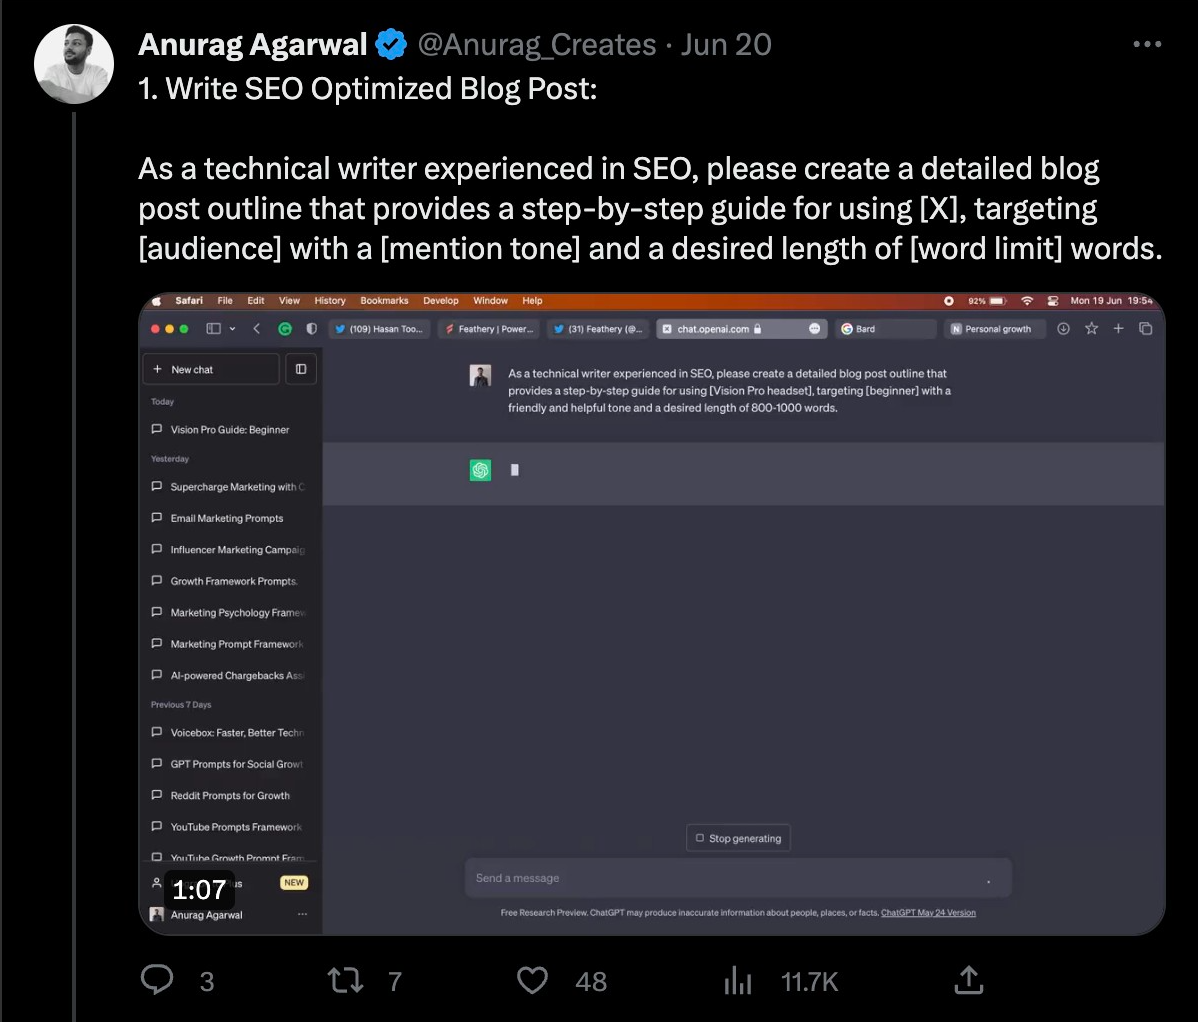 Anurag Agarwal @Anurag_Creates · Jun 20
1. Write SEO Optimized Blog Post:
As a technical writer experienced in SEO, please create a detailed blog
post outline that provides a step-by-step guide for using [X], targeting
[audience] with a [mention tone] and a desired length of [word limit] words.
Safari File Edit View History Bookmarks Develop Window Help 92% Mon 19 Jun 19:54
(109) Hasan Too... Feathery | Power... (31) Feathery (@... chat.openai.com Bard Personal growth
+ New chat
Today
Vision Pro Guide: Beginner
Yesterday
Supercharge Marketing with C
Email Marketing Prompts
Influencer Marketing Campaig
Growth Framework Prompts.
Marketing Psychology Framew
Marketing Prompt Framework
AI-powered Chargebacks Assi
Previous 7 Days
Voicebox: Faster, Better Techn
GPT Prompts for Social Growt
Reddit Prompts for Growth
YouTube Prompts Framework
YouTube Growth Prompt Fram
NEW
1:07
Anurag Agarwal
As a technical writer experienced in SEO, please create a detailed blog post outline that
provides a step-by-step guide for using [Vision Pro headset], targeting [beginner] with a
friendly and helpful tone and a desired length of 800-1000 words.
Stop generating
Send a message
Free Research Preview. ChatGPT may produce inaccurate information about people, places, or facts. ChatGPT May 24 Version
3 7 48 11.7K